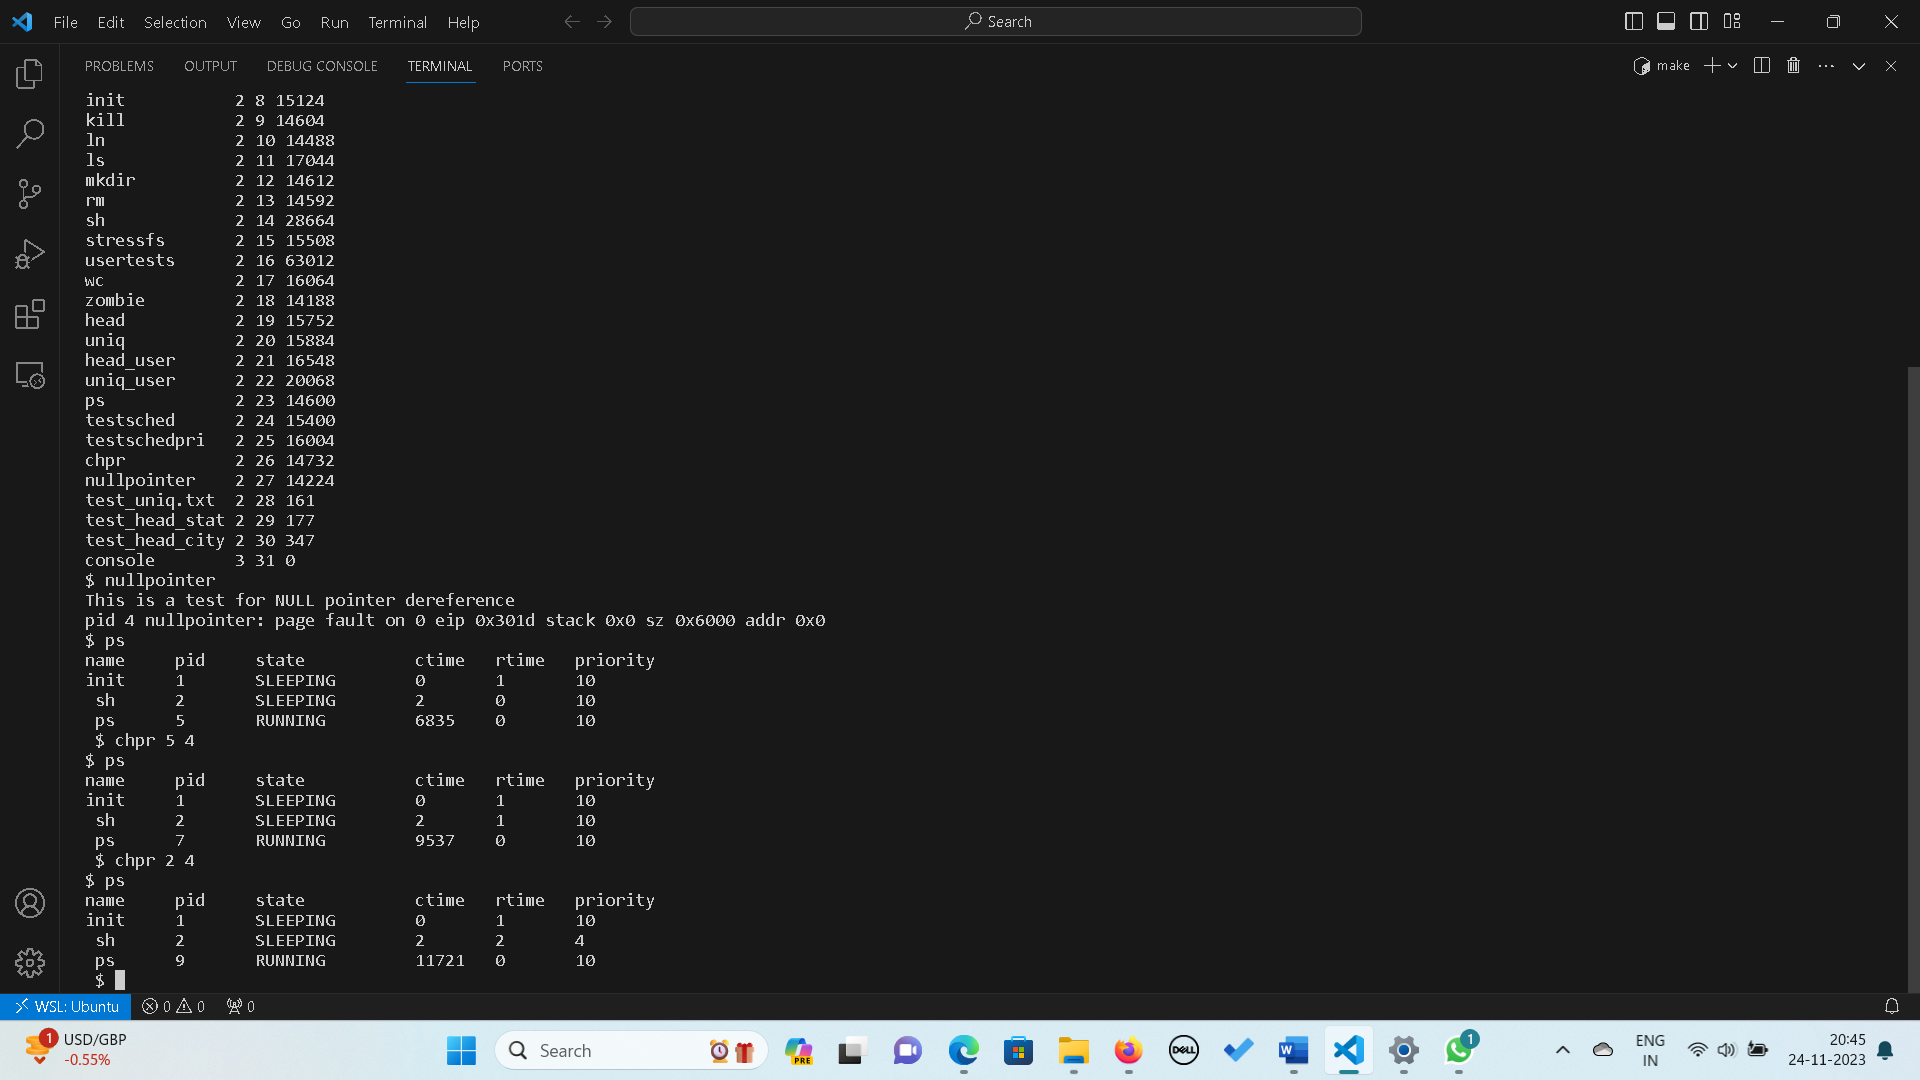 File Edit Selection View Go Run Terminal Help
Search
PROBLEMS OUTPUT DEBUG CONSOLE TERMINAL PORTS
make
init 2 8 15124
kill 2 9 14604
ln 2 10 14488
ls 2 11 17044
mkdir 2 12 14612
rm 2 13 14592
sh 2 14 28664
stressfs 2 15 15508
usertests 2 16 63012
wc 2 17 16064
zombie 2 18 14188
head 2 19 15752
uniq 2 20 15884
head_user 2 21 16548
uniq_user 2 22 20068
ps 2 23 14600
testsched 2 24 15400
testschedpri 2 25 16004
chpr 2 26 14732
nullpointer 2 27 14224
test_uniq.txt 2 28 161
test_head_stat 2 29 177
test_head_city 2 30 347
console 3 31 0
$ nullpointer
This is a test for NULL pointer dereference
pid 4 nullpointer: page fault on 0 eip 0x301d stack 0x0 sz 0x6000 addr 0x0
$ ps
name pid state ctime rtime priority
init 1 SLEEPING 0 1 10
sh 2 SLEEPING 2 0 10
ps 5 RUNNING 6835 0 10
$ chpr 5 4
$ ps
name pid state ctime rtime priority
init 1 SLEEPING 0 1 10
sh 2 SLEEPING 2 1 10
ps 7 RUNNING 9537 0 10
$ chpr 2 4
$ ps
name pid state ctime rtime priority
init 1 SLEEPING 0 1 10
sh 2 SLEEPING 2 2 4
ps 9 RUNNING 11721 0 10
$
WSL: Ubuntu 0 0 0
1 USD/GBP
-0.55%
Search
PRE
DELL
W
1
ENG
IN
20:45
24-11-2023